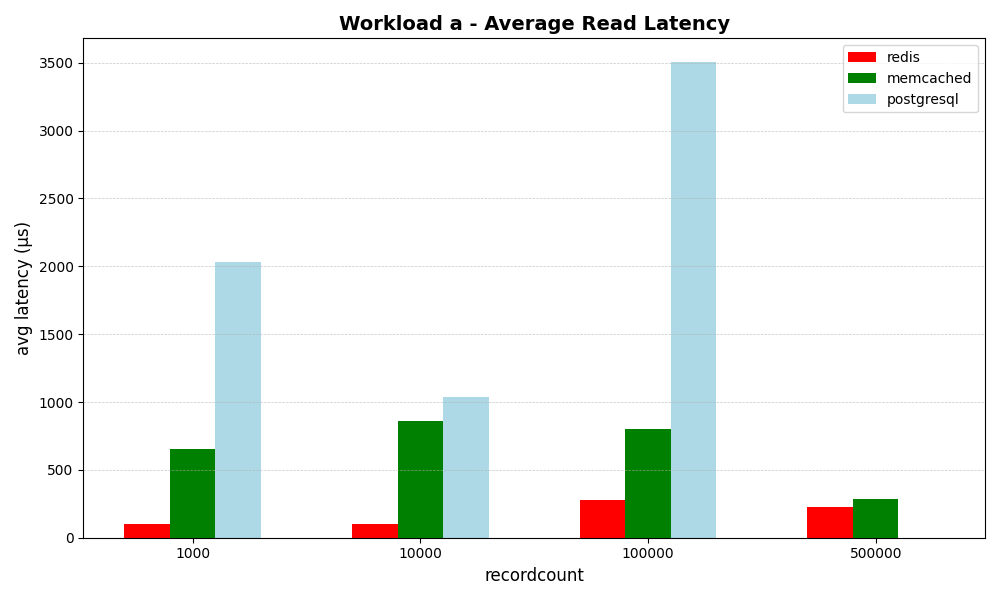 Workload a - Average Read Latency
redis
memcached
postgresql
avg latency (µs)
3500
3000
2500
2000
1500
1000
500
0
1000
10000
100000
500000
recordcount